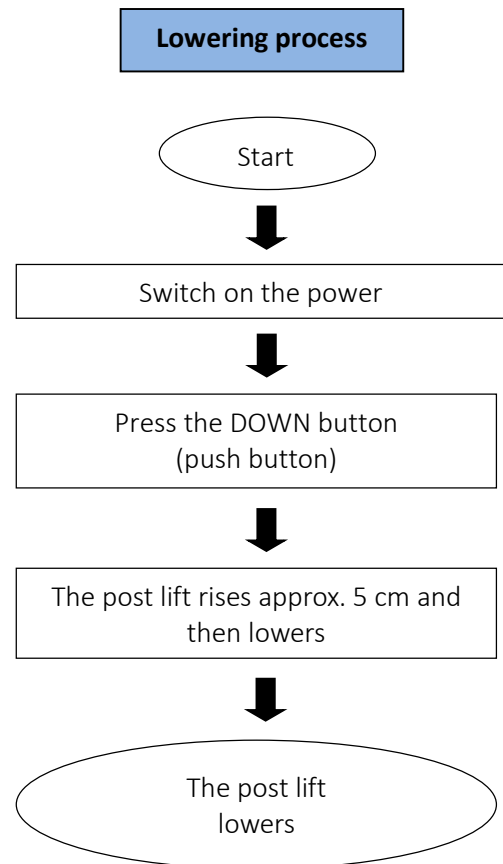 Lowering process
Start
Switch on the power
Press the DOWN button
(push button)
The post lift rises approx. 5 cm and
then lowers
The post lift
lowers